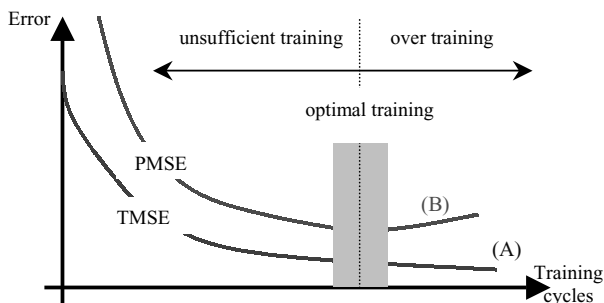 Error
unsufficient training
over training
optimal training
PMSE
TMSE
(B)
(A)
Training
cycles